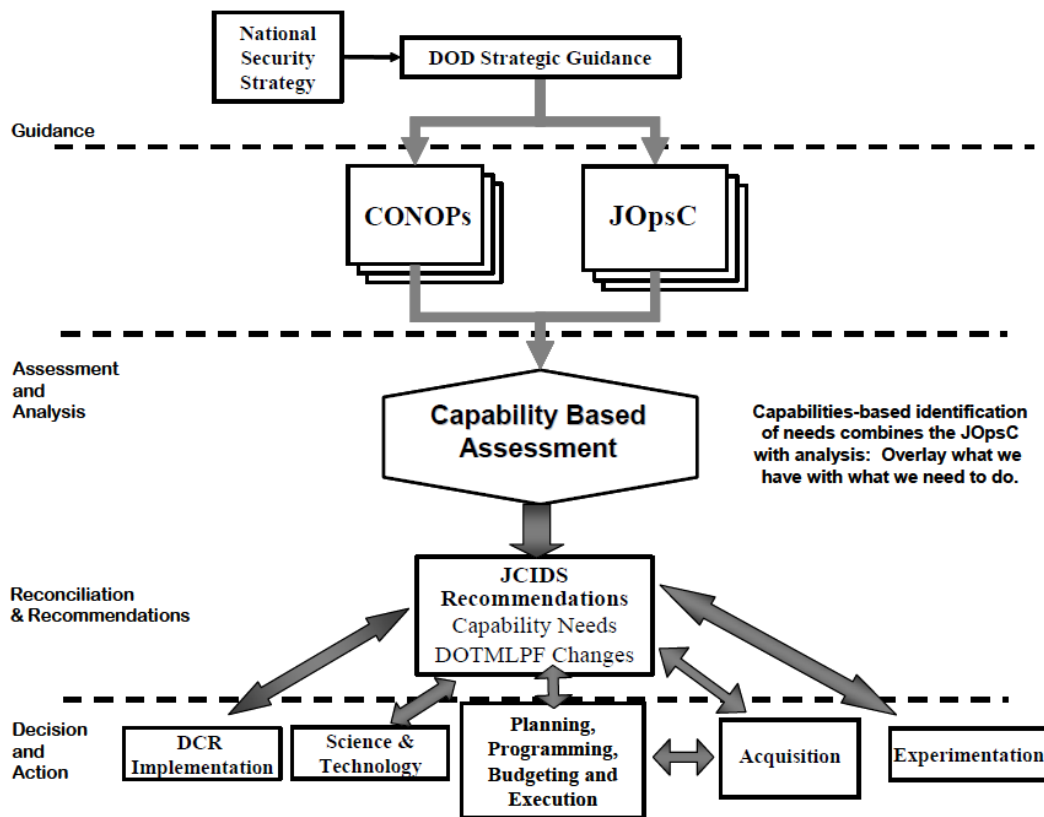 National
Security
Strategy
DOD Strategic Guidance
Guidance
CONOPs
JOpsC
Assessment
and
Analysis
Capability Based
Assessment
Capabilities-based identification
of needs combines the JOpsC
with analysis: Overlay what we
have with what we need to do.
Reconciliation
& Recommendations
JCIDS
Recommendations
Capability Needs
DOTMLPF Changes
Decision
and
Action
DCR
Implementation
Science &
Technology
Planning,
Programming,
Budgeting and
Execution
Acquisition
Experimentation